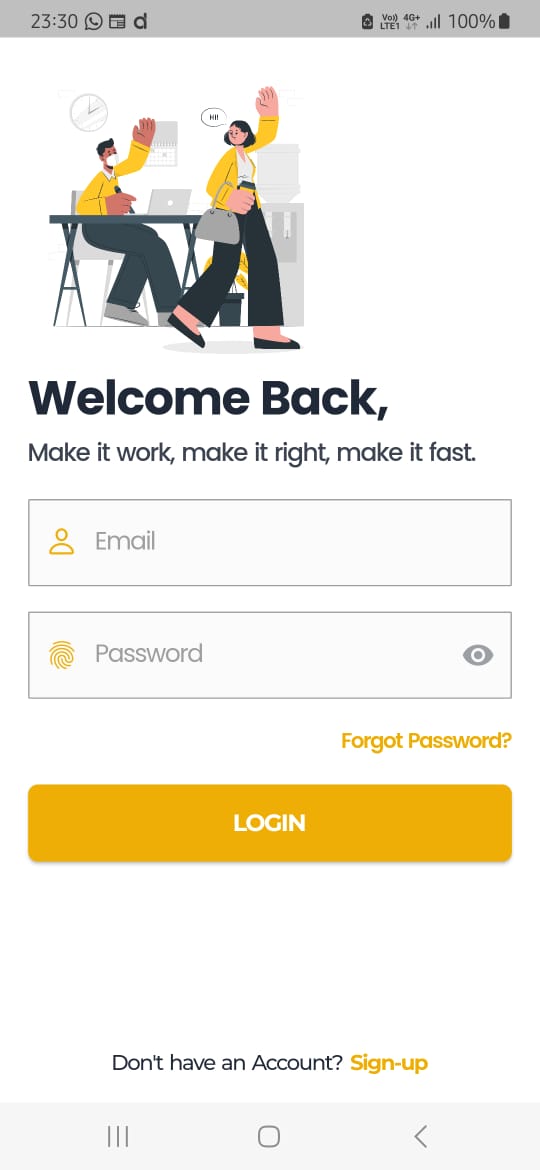 23:30 d Vo)) 4G+ 100%
LTE1
HI!
Welcome Back,
Make it work, make it right, make it fast.
Email
Password
Forgot Password?
LOGIN
Don't have an Account? Sign-up